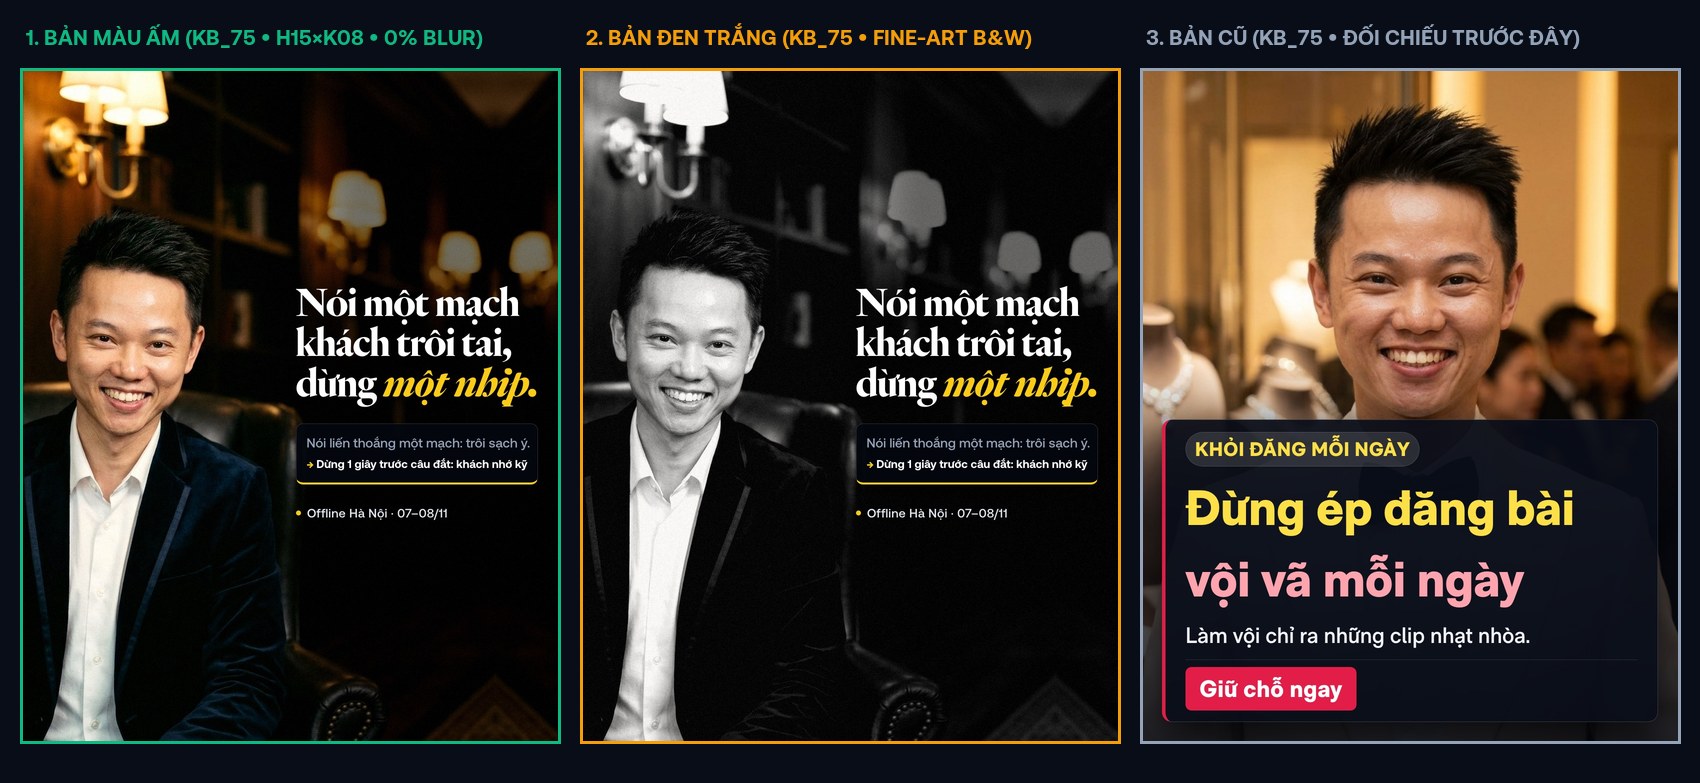 1. BẢN MÀU ẤM (KB_75 • H15×K08 • 0% BLUR)
Nói một mạch
khách trôi tai,
dừng một nhịp.
Nói liến thoắng một mạch: trôi sạch ý.
→ Dừng 1 giây trước câu đắt: khách nhớ kỹ
• Offline Hà Nội · 07–08/11
2. BẢN ĐEN TRẮNG (KB_75 • FINE-ART B&W)
Nói một mạch
khách trôi tai,
dừng một nhịp.
Nói liến thoắng một mạch: trôi sạch ý.
→ Dừng 1 giây trước câu đắt: khách nhớ kỹ
• Offline Hà Nội · 07–08/11
3. BẢN CŨ (KB_75 • ĐỐI CHIẾU TRƯỚC ĐÂY)
KHỎI ĐĂNG MỖI NGÀY
Đừng ép đăng bài
vội vã mỗi ngày
Làm vội chỉ ra những clip nhạt nhòa.
Giữ chỗ ngay